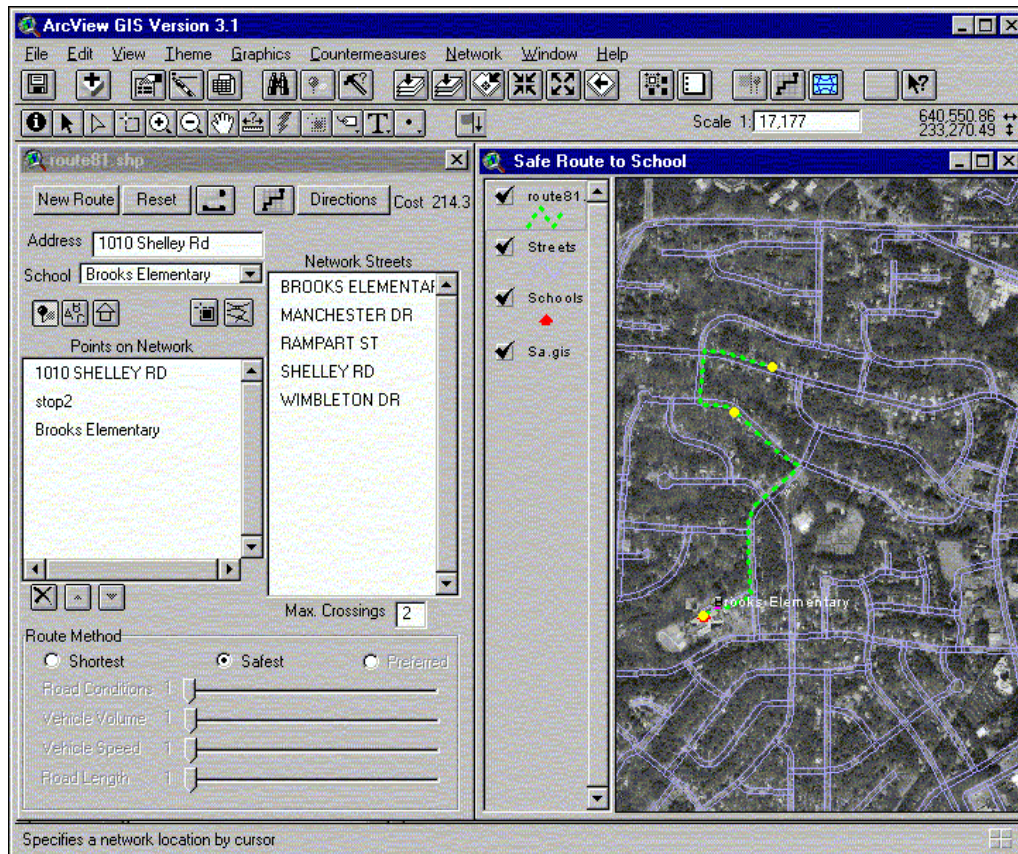 ArcView GIS Version 3.1
File Edit View Theme Graphics Countermeasures Network Window Help
Scale 1: 17,177
640,550.86
233,270.49
route81.shp
New Route Reset Directions Cost 214.3
Address 1010 Shelley Rd
School Brooks Elementary
Network Streets
BROOKS ELEMENTAR
MANCHESTER DR
RAMPART ST
SHELLEY RD
WIMBLETON DR
Points on Network
1010 SHELLEY RD
stop2
Brooks Elementary
Max. Crossings 2
Route Method
Shortest Safest Preferred
Road Conditions 1
Vehicle Volume 1
Vehicle Speed 1
Road Length 1
Safe Route to School
route81.
Streets
Schools
Sa.gis
Brooks Elementary
Specifies a network location by cursor